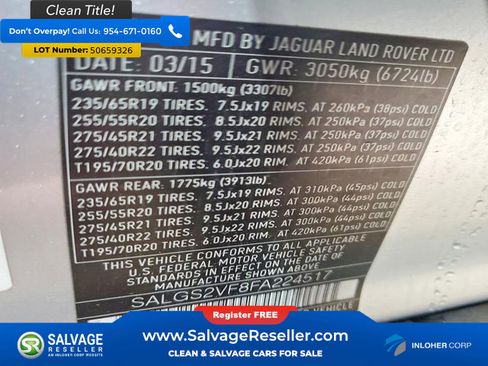 Clean Title!
Don't Overpay! Call Us: 954-671-0160
Lot Number: 50659326
MFD BY JAGUAR LAND ROVER LTD
DATE: 03/15 GWR: 3050kg (6724lb)
GAWR FRONT: 1500kg (3307lb)
235/65R19 TIRES. 7.5Jx19 RIMS. AT 260kPa (38psi) COLD
255/55R20 TIRES. 8.5Jx20 RIMS. AT 250kPa (37psi) COLD
275/45R21 TIRES. 9.5Jx21 RIMS. AT 250kPa (37psi) COLD
275/40R22 TIRES. 9.5Jx22 RIMS. AT 250kPa (37psi) COLD
T195/70R20 TIRES. 6.0Jx20 RIM. AT 420kPa (61psi) COLD
GAWR REAR: 1775kg (3913lb)
235/65R19 TIRES. 7.5Jx19 RIMS. AT 310kPa (45psi) COLD
255/55R20 TIRES. 8.5Jx20 RIMS. AT 300kPa (44psi) COLD
275/45R21 TIRES. 9.5Jx21 RIMS. AT 300kPa (44psi) COLD
275/40R22 TIRES. 9.5Jx22 RIMS. AT 300kPa (44psi) COLD
T195/70R20 TIRES. 6.0Jx20 RIM. AT 420kPa (61psi) COLD
THIS VEHICLE CONFORMS TO ALL APPLICABLE
U.S. FEDERAL MOTOR VEHICLE SAFETY
MANUFACTURE SHOWN ABOVE
SALGS2VF8FA224517
VEHICLE
Register FREE
SALVAGE
RESELLER.COM
AN INLOHER CORP WEBSITE
www.SalvageReseller.com
CLEAN & SALVAGE CARS FOR SALE
INLOHER CORP.